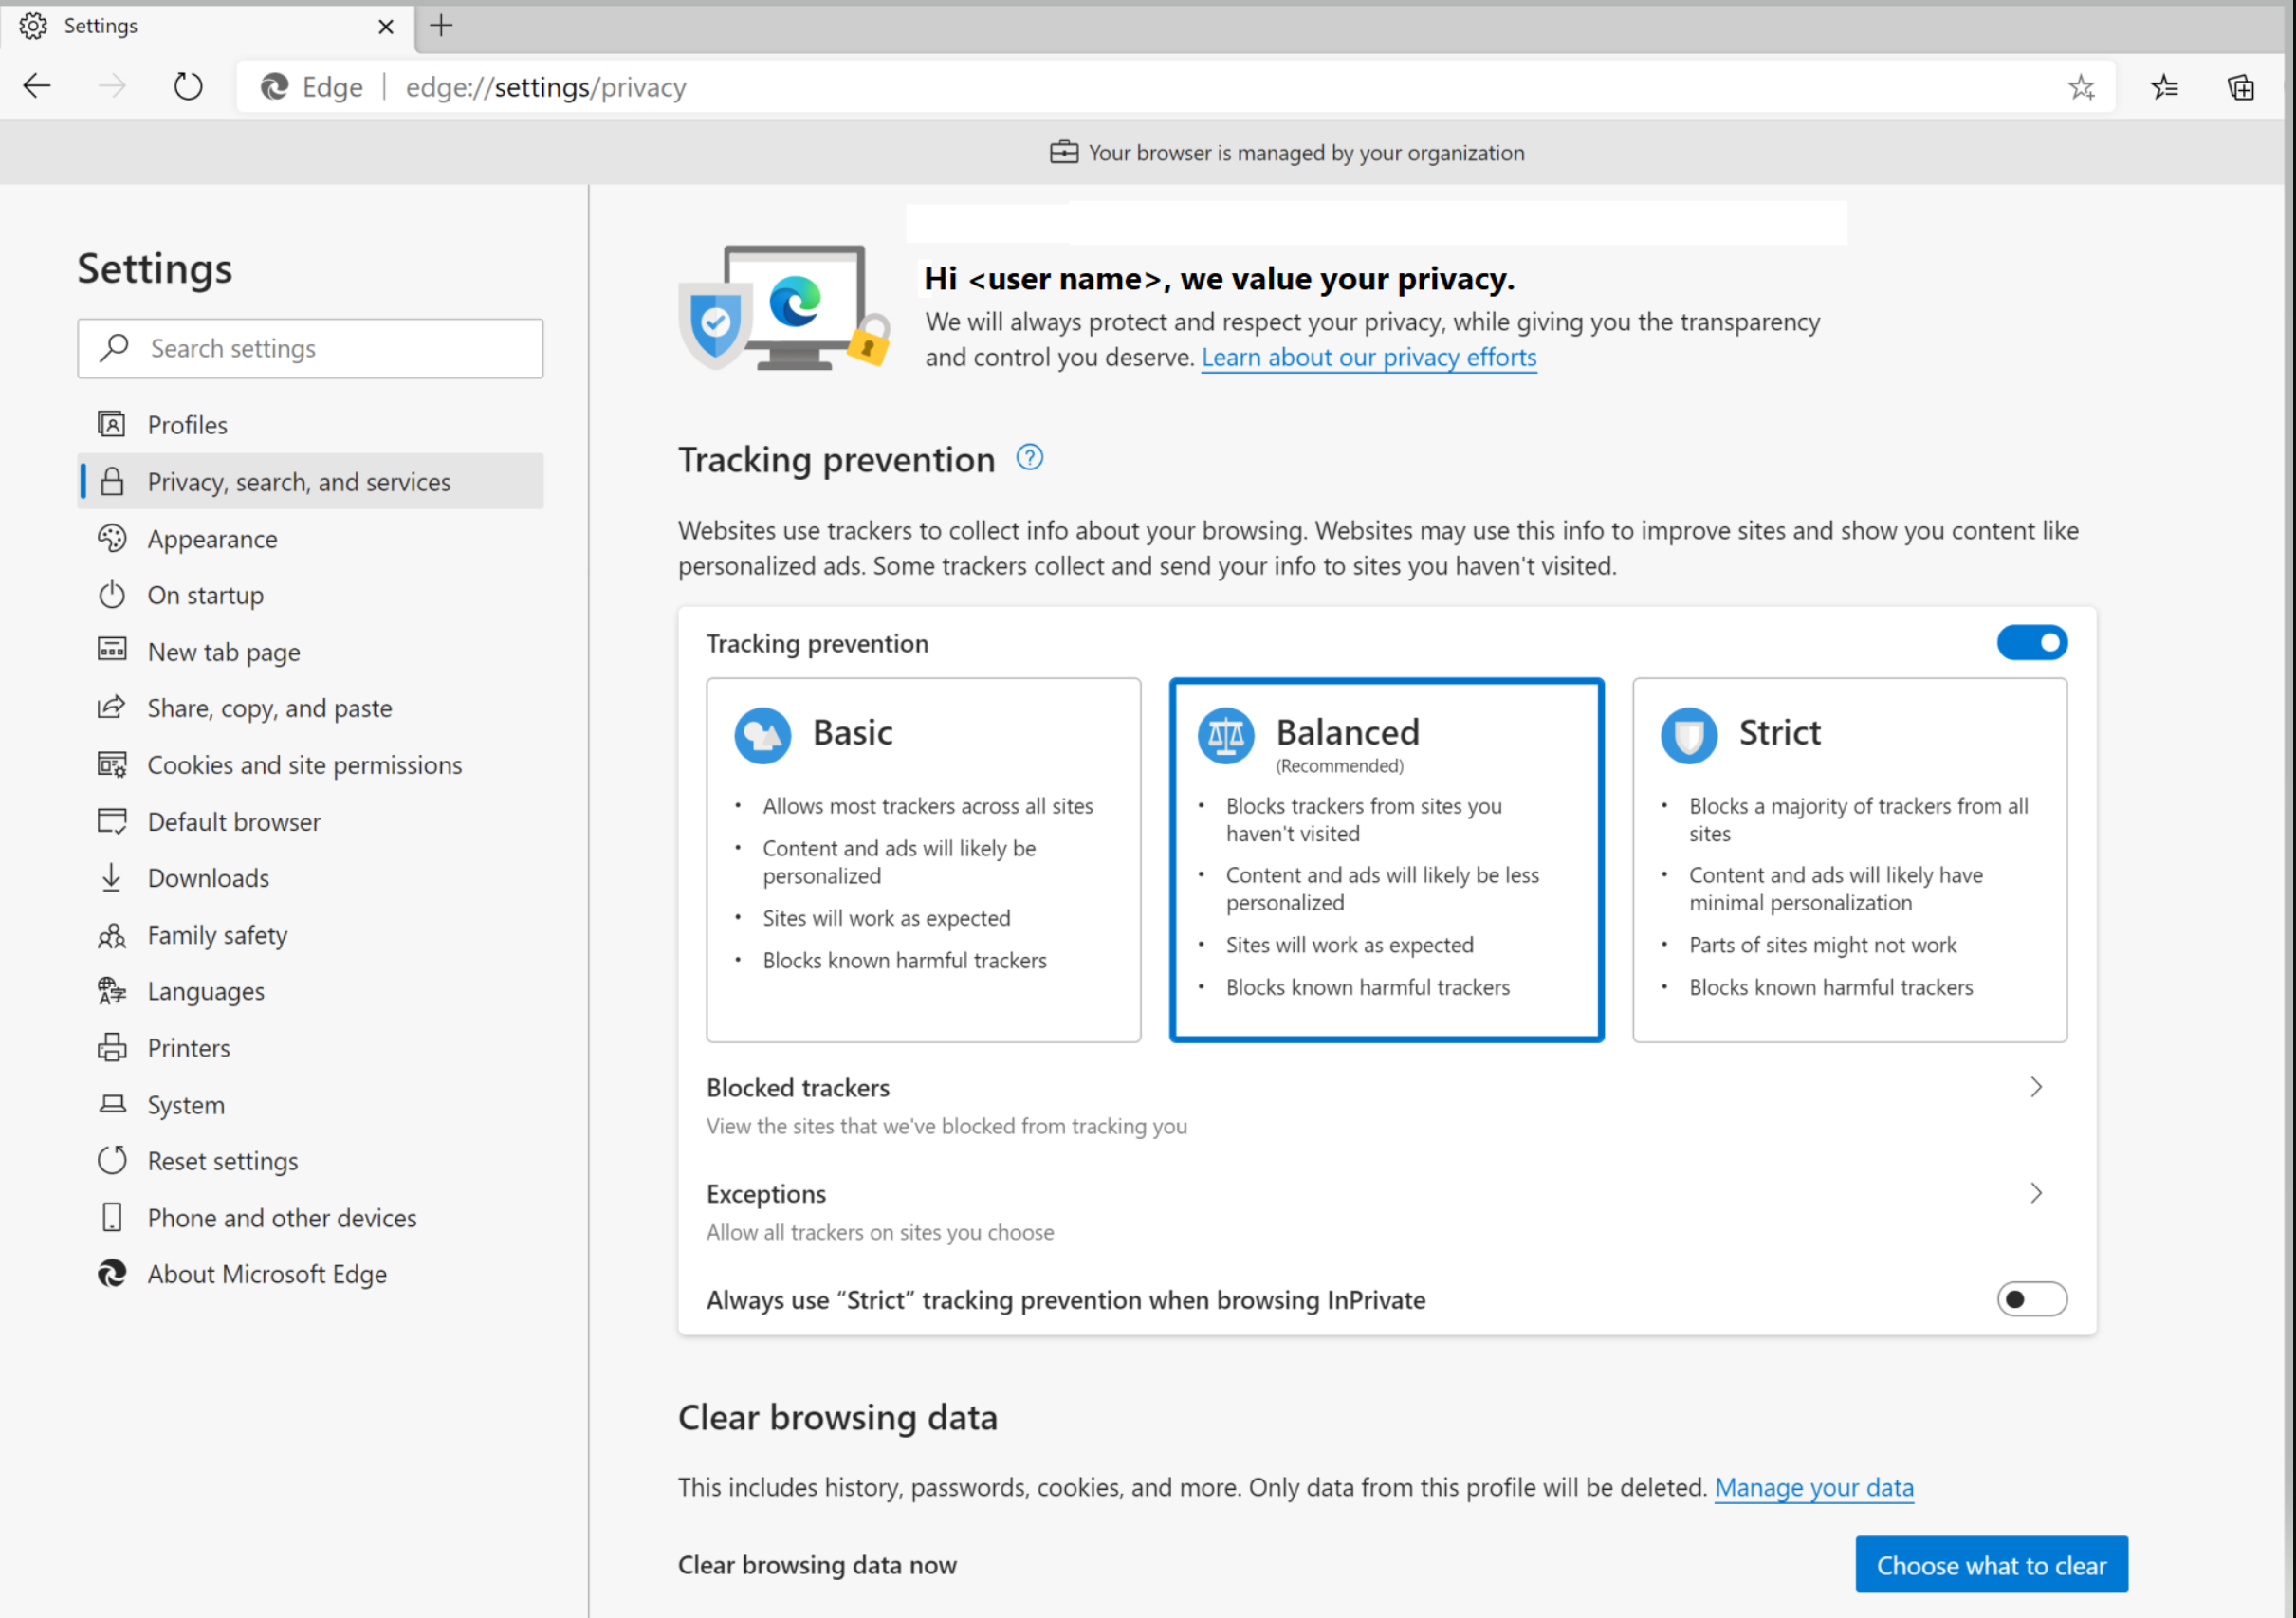 Settings
Edge | edge://settings/privacy
Your browser is managed by your organization
Settings
Search settings
Profiles
Privacy, search, and services
Appearance
On startup
New tab page
Share, copy, and paste
Cookies and site permissions
Default browser
Downloads
Family safety
Languages
Printers
System
Reset settings
Phone and other devices
About Microsoft Edge
Hi <user name>, we value your privacy.
We will always protect and respect your privacy, while giving you the transparency
and control you deserve. Learn about our privacy efforts
Tracking prevention
Websites use trackers to collect info about your browsing. Websites may use this info to improve sites and show you content like
personalized ads. Some trackers collect and send your info to sites you haven't visited.
Tracking prevention
Basic
• Allows most trackers across all sites
• Content and ads will likely be
personalized
• Sites will work as expected
• Blocks known harmful trackers
Balanced
(Recommended)
• Blocks trackers from sites you
haven't visited
• Content and ads will likely be less
personalized
• Sites will work as expected
• Blocks known harmful trackers
Strict
• Blocks a majority of trackers from all
sites
• Content and ads will likely have
minimal personalization
• Parts of sites might not work
• Blocks known harmful trackers
Blocked trackers
View the sites that we've blocked from tracking you
Exceptions
Allow all trackers on sites you choose
Always use “Strict” tracking prevention when browsing InPrivate
Clear browsing data
This includes history, passwords, cookies, and more. Only data from this profile will be deleted. Manage your data
Clear browsing data now
Choose what to clear